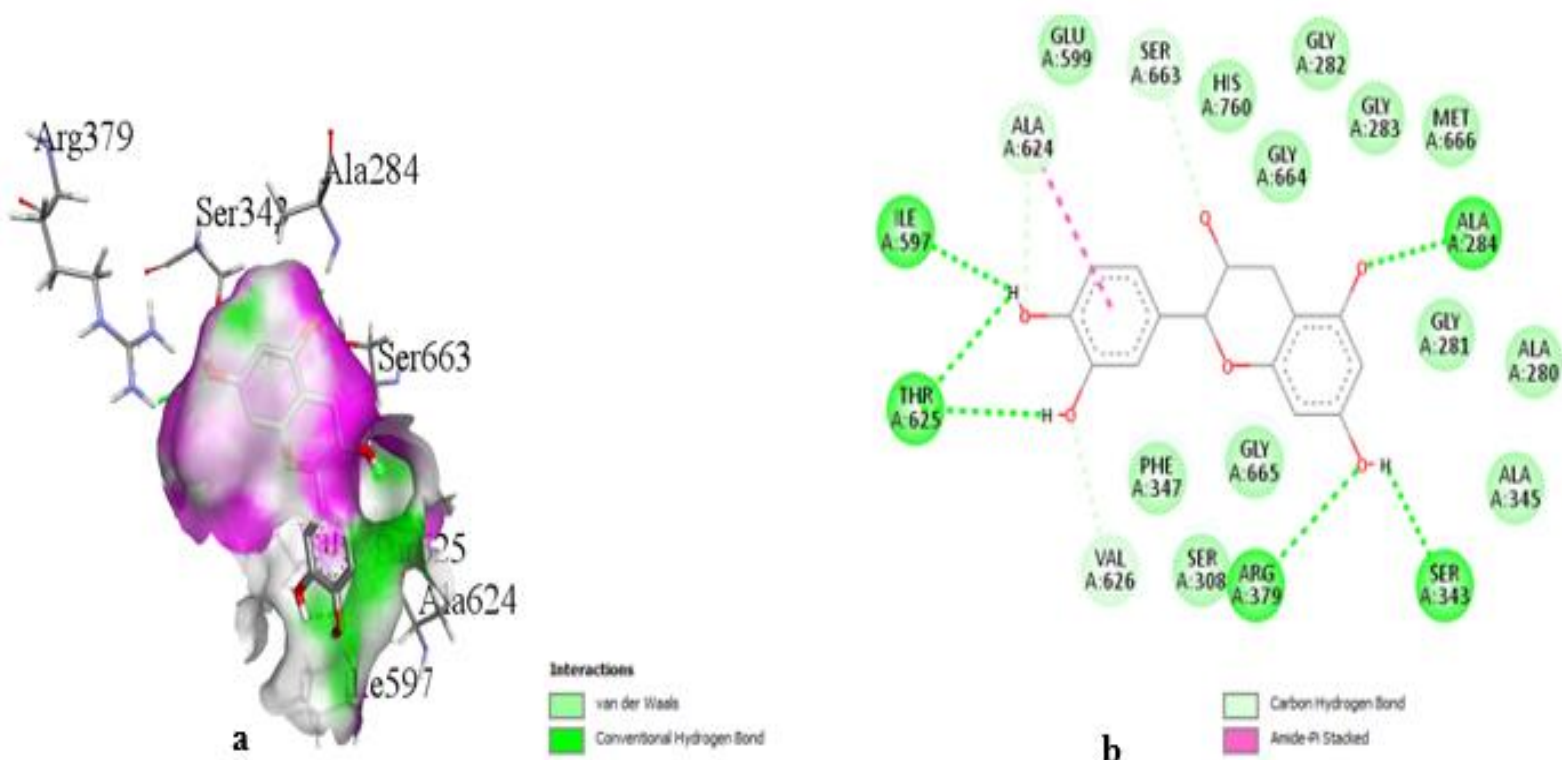 Arg379
Ala284
Ser343
Ser663
25
Ala624
e597
a
Interactions
van der Waals
Conventional Hydrogen Bond
GLU
A:599
SER
A:663
HIS
A:760
GLY
A:282
GLY
A:283
MET
A:666
ALA
A:624
GLY
A:664
ILE
A:597
ALA
A:284
H
O
O
O
GLY
A:281
ALA
A:280
O
THR
A:625
H
O
PHE
A:347
GLY
A:665
O
H
ALA
A:345
VAL
A:626
SER
A:308
ARG
A:379
SER
A:343
Carbon Hydrogen Bond
Amide-Pi Stacked
b